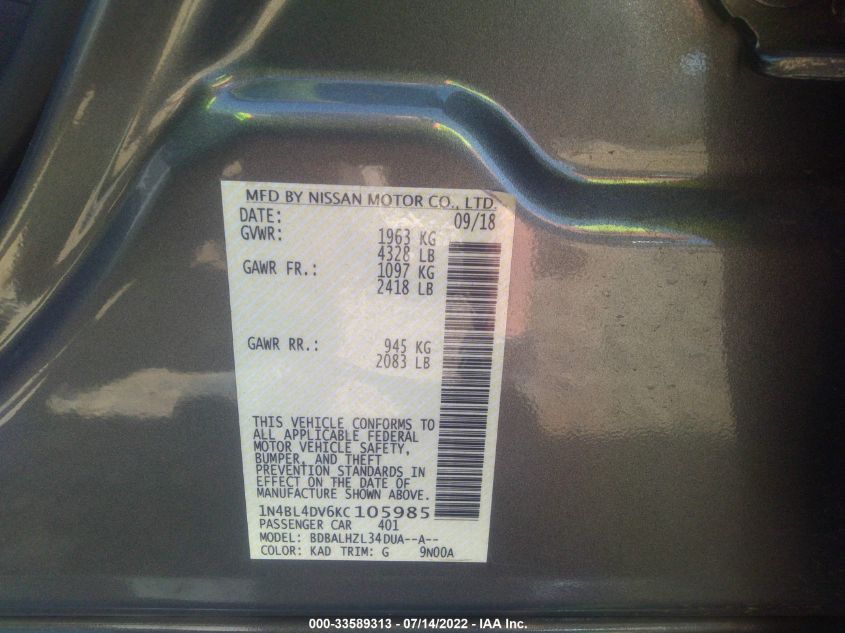 MFD BY NISSAN MOTOR CO., LTD.
DATE: 09/18
GVWR: 1963 KG
4328 LB
GAWR FR.: 1097 KG
2418 LB
GAWR RR.: 945 KG
2083 LB
THIS VEHICLE CONFORMS TO
ALL APPLICABLE FEDERAL
MOTOR VEHICLE SAFETY,
BUMPER, AND THEFT
PREVENTION STANDARDS IN
EFFECT ON THE DATE OF
MANUFACTURE SHOWN ABOVE.
1N4BL4DV6KC105985
PASSENGER CAR 401
MODEL: BDBALHZL34DUA--A--
COLOR: KAD TRIM: G 9N00A
000-33589313 - 07/14/2022 - IAA Inc.